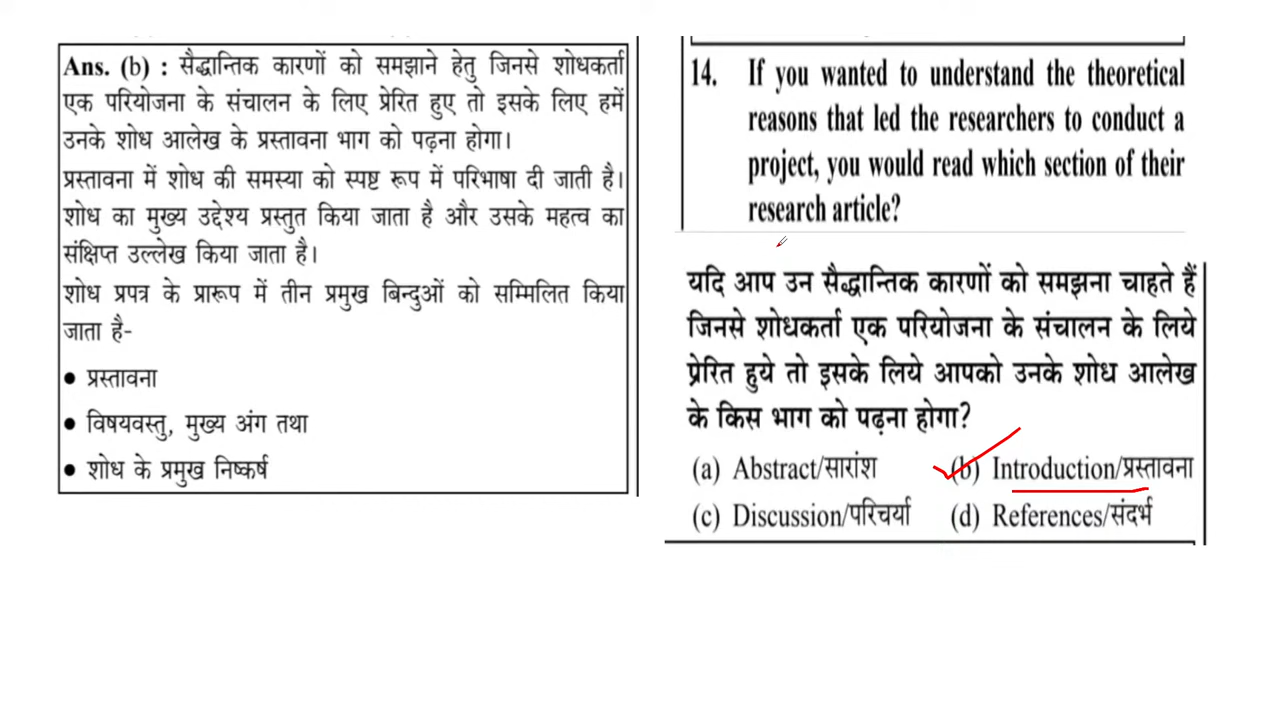 Ans. (b) : सैद्धान्तिक कारणों को समझाने हेतु जिनसे शोधकर्ता
एक परियोजना के संचालन के लिए प्रेरित हुए तो इसके लिए हमें
उनके शोध आलेख के प्रस्तावना भाग को पढ़ना होगा।
प्रस्तावना में शोध की समस्या को स्पष्ट रूप में परिभाषा दी जाती है।
शोध का मुख्य उद्देश्य प्रस्तुत किया जाता है और उसके महत्व का
संक्षिप्त उल्लेख किया जाता है।
शोध प्रपत्र के प्रारूप में तीन प्रमुख बिन्दुओं को सम्मिलित किया
जाता है-
• प्रस्तावना
• विषयवस्तु, मुख्य अंग तथा
• शोध के प्रमुख निष्कर्ष
14. If you wanted to understand the theoretical
reasons that led the researchers to conduct a
project, you would read which section of their
research article?
यदि आप उन सैद्धान्तिक कारणों को समझना चाहते हैं
जिनसे शोधकर्ता एक परियोजना के संचालन के लिये
प्रेरित हुये तो इसके लिये आपको उनके शोध आलेख
के किस भाग को पढ़ना होगा?
(a) Abstract/सारांश (b) Introduction/प्रस्तावना
(c) Discussion/परिचर्या (d) References/संदर्भ